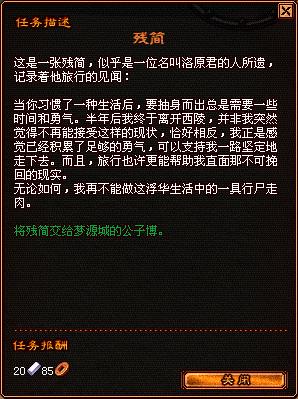 任务描述
残简
这是一张残简，似乎是一位名叫洛原君的人所遗，
记录着他旅行的见闻：
当你习惯了一种生活后，要抽身而出总是需要一些
时间和勇气。半年后我终于离开西陵，并非我突然
觉得不再能接受这样的现状，恰好相反，我正是感
觉已经积累了足够的勇气，可以支持我一路坚定地
走下去。而且，旅行也许更能帮助我直面那不可挽
回的现实。
无论如何，我再不能做这浮华生活中的一具行尸走
肉。
将残简交给梦源城的公子博。
任务报酬
20 85
关闭